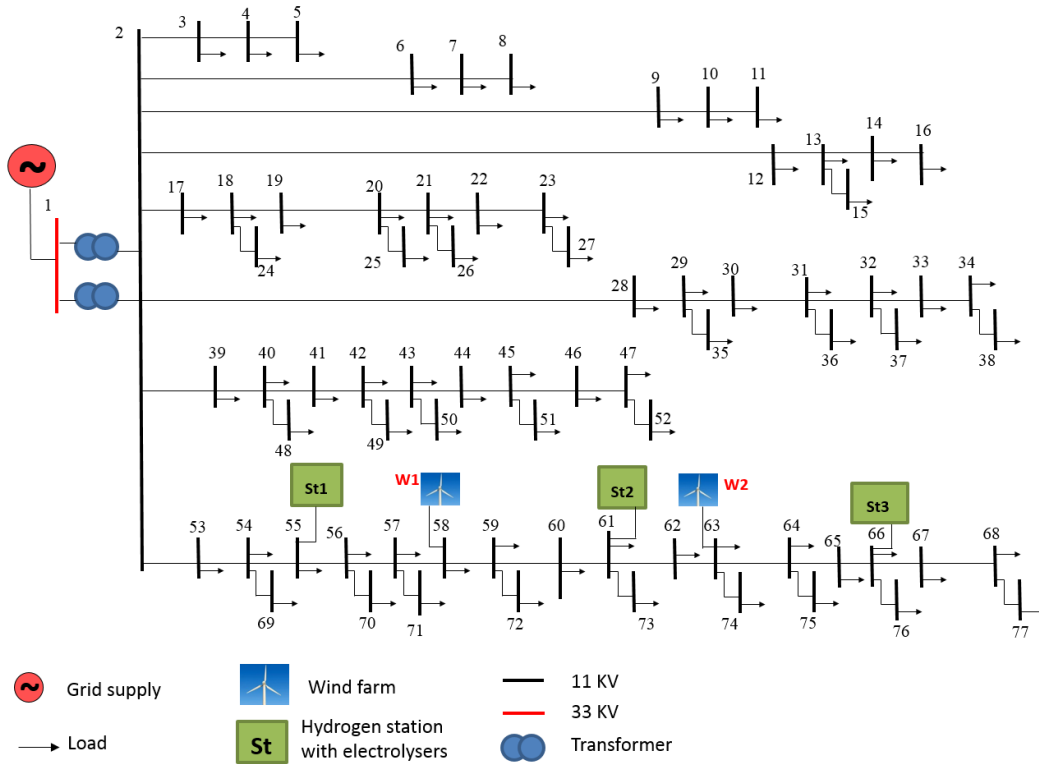 2 3 4 5
6 7 8
9 10 11
12 13 14 15 16
1
17 18 19 20 21 22 23
24 25 26 27
28 29 30 31 32 33 34
35 36 37 38
39 40 41 42 43 44 45 46 47
48 49 50 51 52
St1 W1 St2 W2 St3
53 54 55 56 57 58 59 60 61 62 63 64 65 66 67 68
69 70 71 72 73 74 75 76 77
Grid supply
Load
Wind farm
St
Hydrogen station
with electrolysers
11 KV
33 KV
Transformer